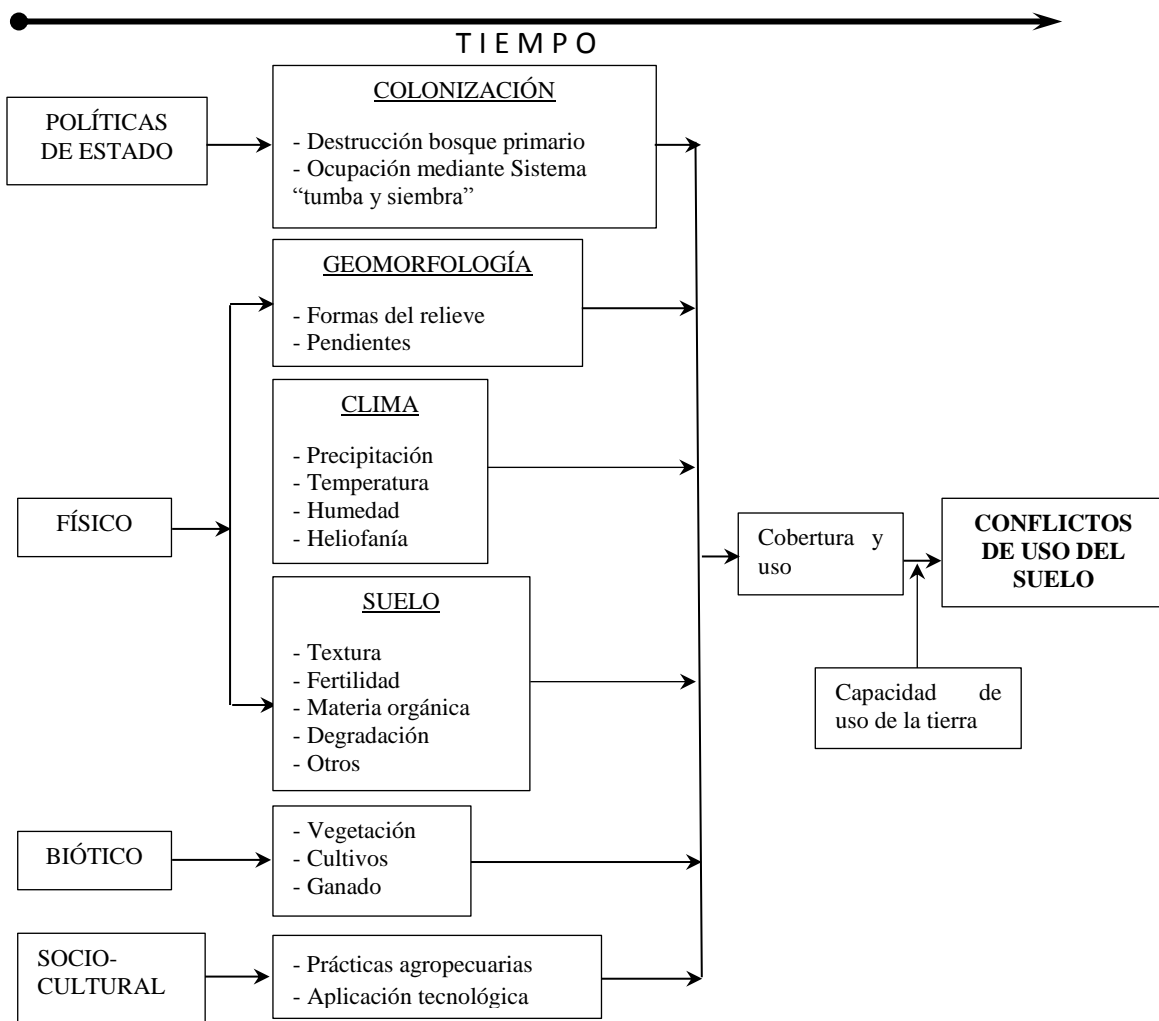 T I E M P O
POLÍTICAS
DE ESTADO
COLONIZACIÓN
- Destrucción bosque primario
- Ocupación mediante Sistema
“tumba y siembra”
GEOMORFOLOGÍA
- Formas del relieve
- Pendientes
FÍSICO
CLIMA
- Precipitación
- Temperatura
- Humedad
- Heliofanía
SUELO
- Textura
- Fertilidad
- Materia orgánica
- Degradación
- Otros
BIÓTICO
- Vegetación
- Cultivos
- Ganado
SOCIO-
CULTURAL
- Prácticas agropecuarias
- Aplicación tecnológica
Cobertura y
uso
Capacidad de
uso de la tierra
CONFLICTOS
DE USO DEL
SUELO